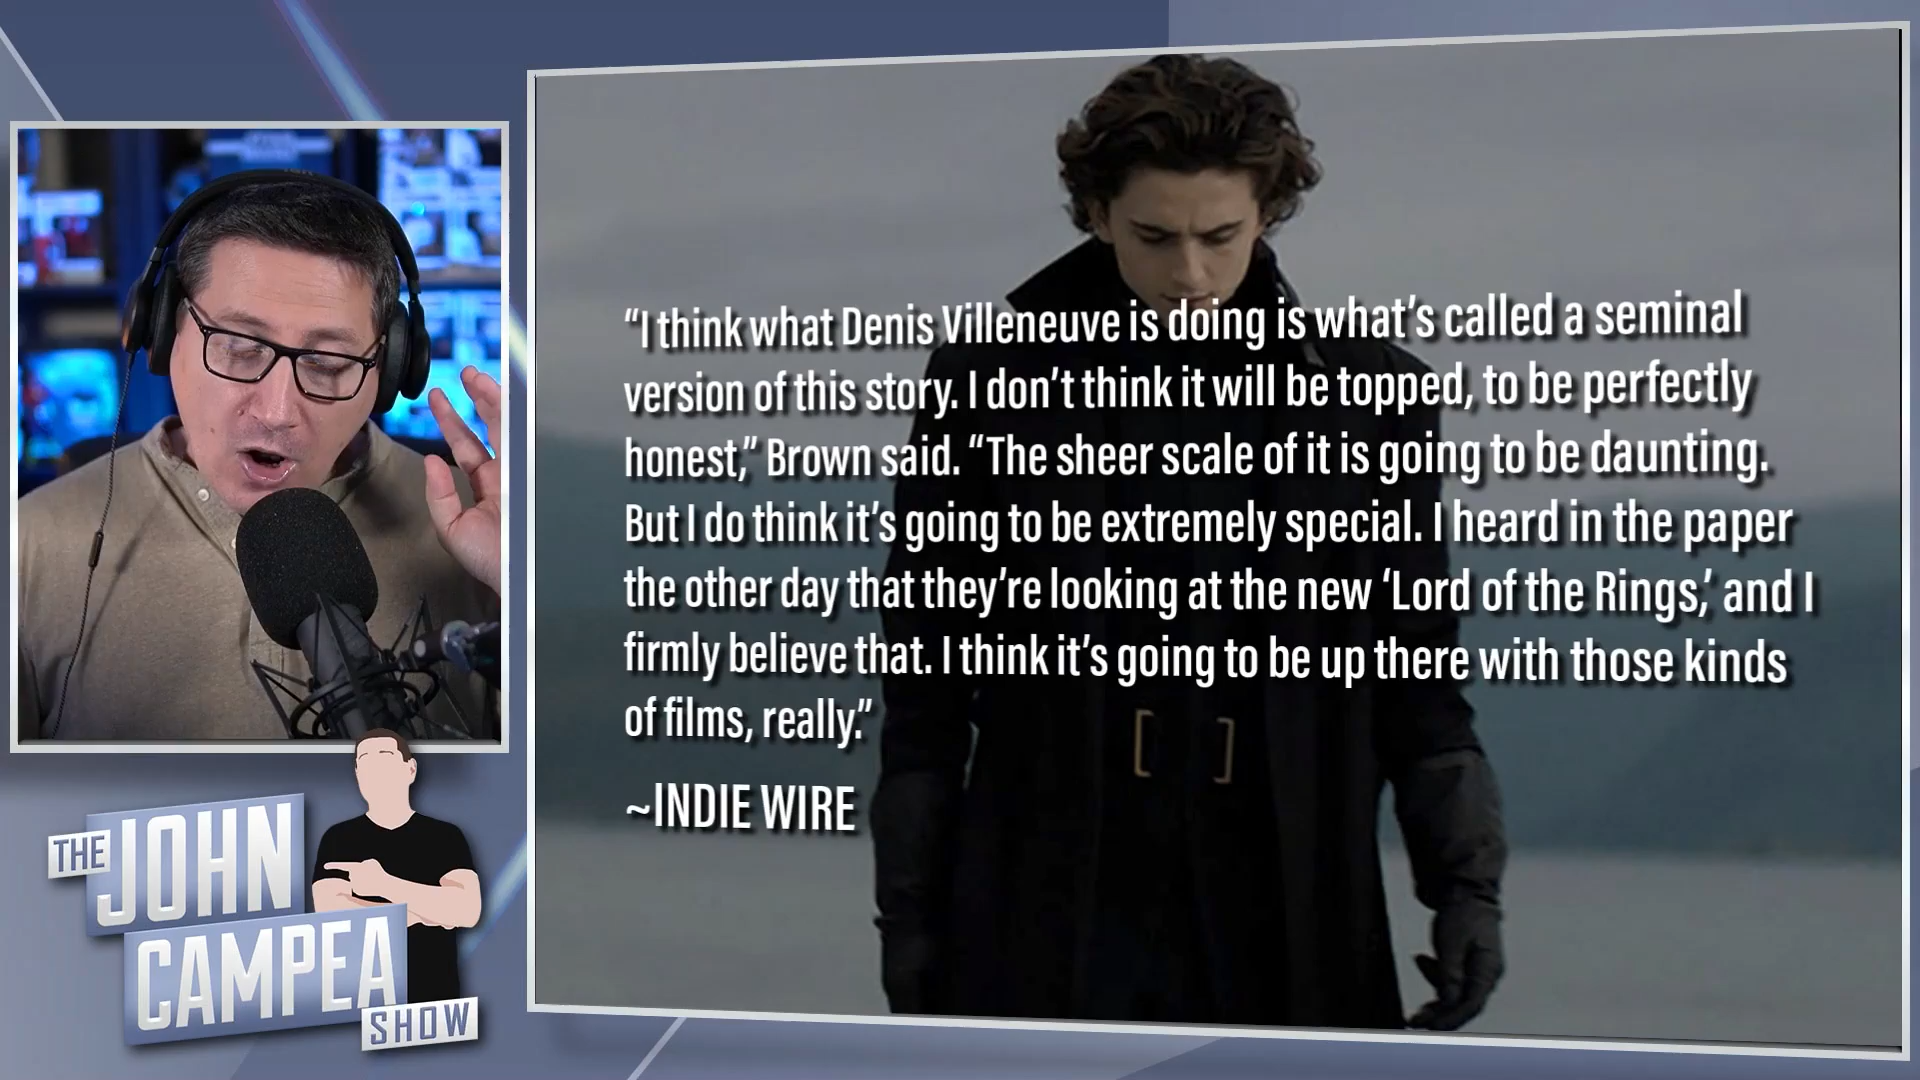 “I think what Denis Villeneuve is doing is what’s called a seminal
version of this story. I don’t think it will be topped, to be perfectly
honest,” Brown said. “The sheer scale of it is going to be daunting.
But I do think it’s going to be extremely special. I heard in the paper
the other day that they’re looking at the new ‘Lord of the Rings,’ and I
firmly believe that. I think it’s going to be up there with those kinds
of films, really.”
~INDIE WIRE
THE
JOHN
CAMPEA
SHOW